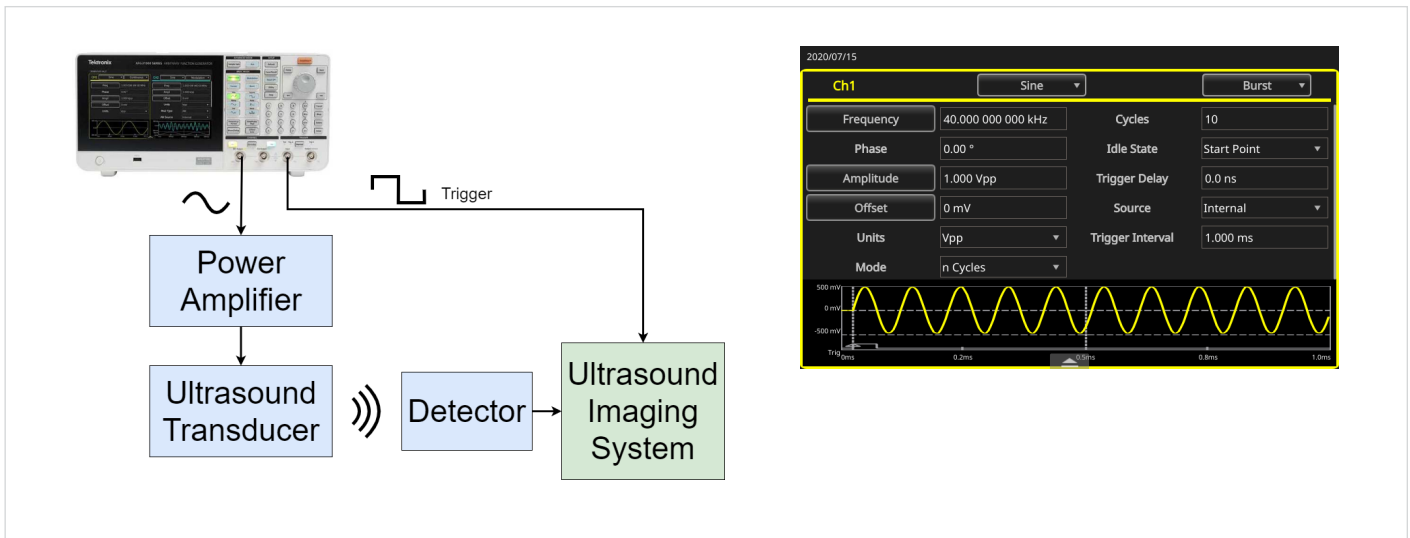 Tektronix
Trigger
Power
Amplifier
Ultrasound
Transducer
Detector
Ultrasound
Imaging
System
2020/07/15
Ch1 Sine Burst
Frequency 40.000 000 000 kHz Cycles 10
Phase 0.00 ° Idle State Start Point
Amplitude 1.000 Vpp Trigger Delay 0.0 ns
Offset 0 mV Source Internal
Units Vpp Trigger Interval 1.000 ms
Mode n Cycles
500 mV
0 mV
-500 mV
Trig 0ms 0.2ms 0.5ms 0.8ms 1.0ms